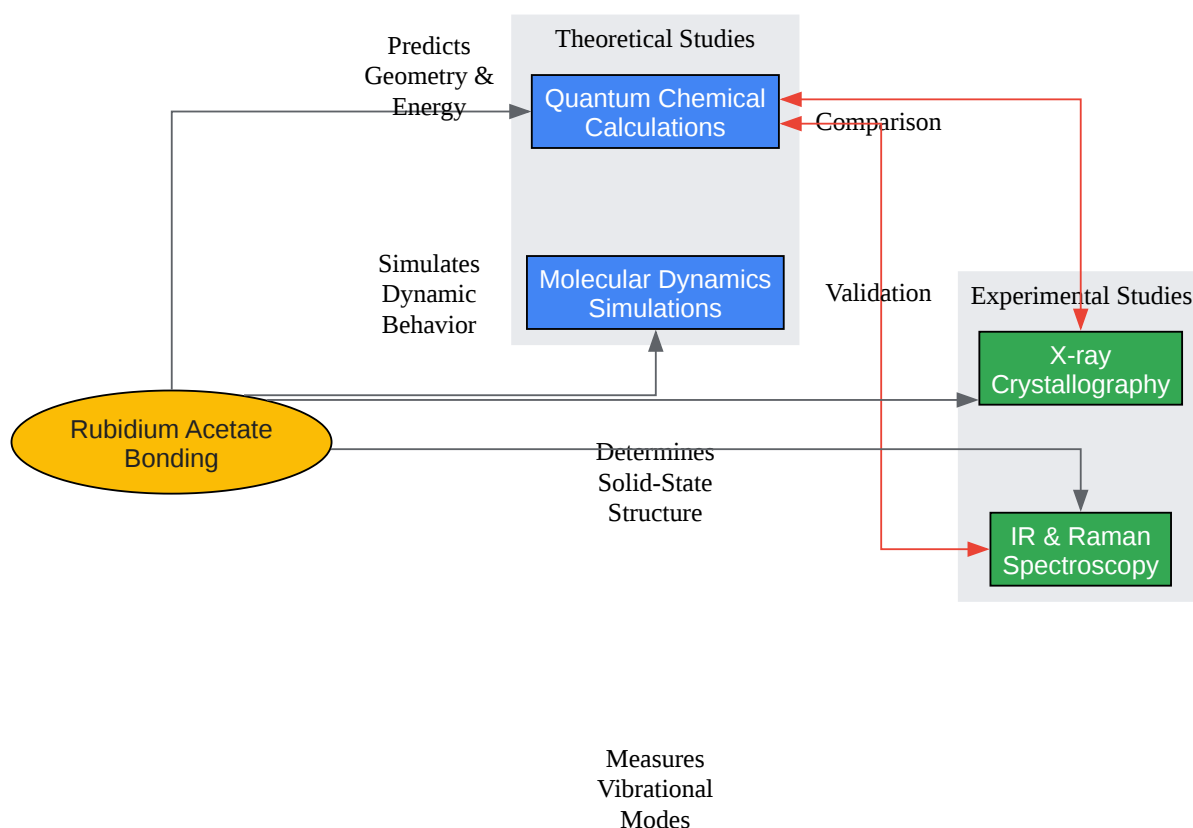 Theoretical Studies
Predicts
Geometry &
Energy
Quantum Chemical
Calculations
Comparison
Simulates
Dynamic
Behavior
Molecular Dynamics
Simulations
Validation
Experimental Studies
X-ray
Crystallography
Rubidium Acetate
Bonding
Determines
Solid-State
Structure
IR & Raman
Spectroscopy
Measures
Vibrational
Modes